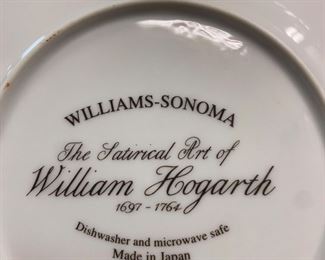 WILLIAMS-SONOMA
The Satirical Art of
William Hogarth
1697 - 1764
Dishwasher and microwave safe
Made in Japan